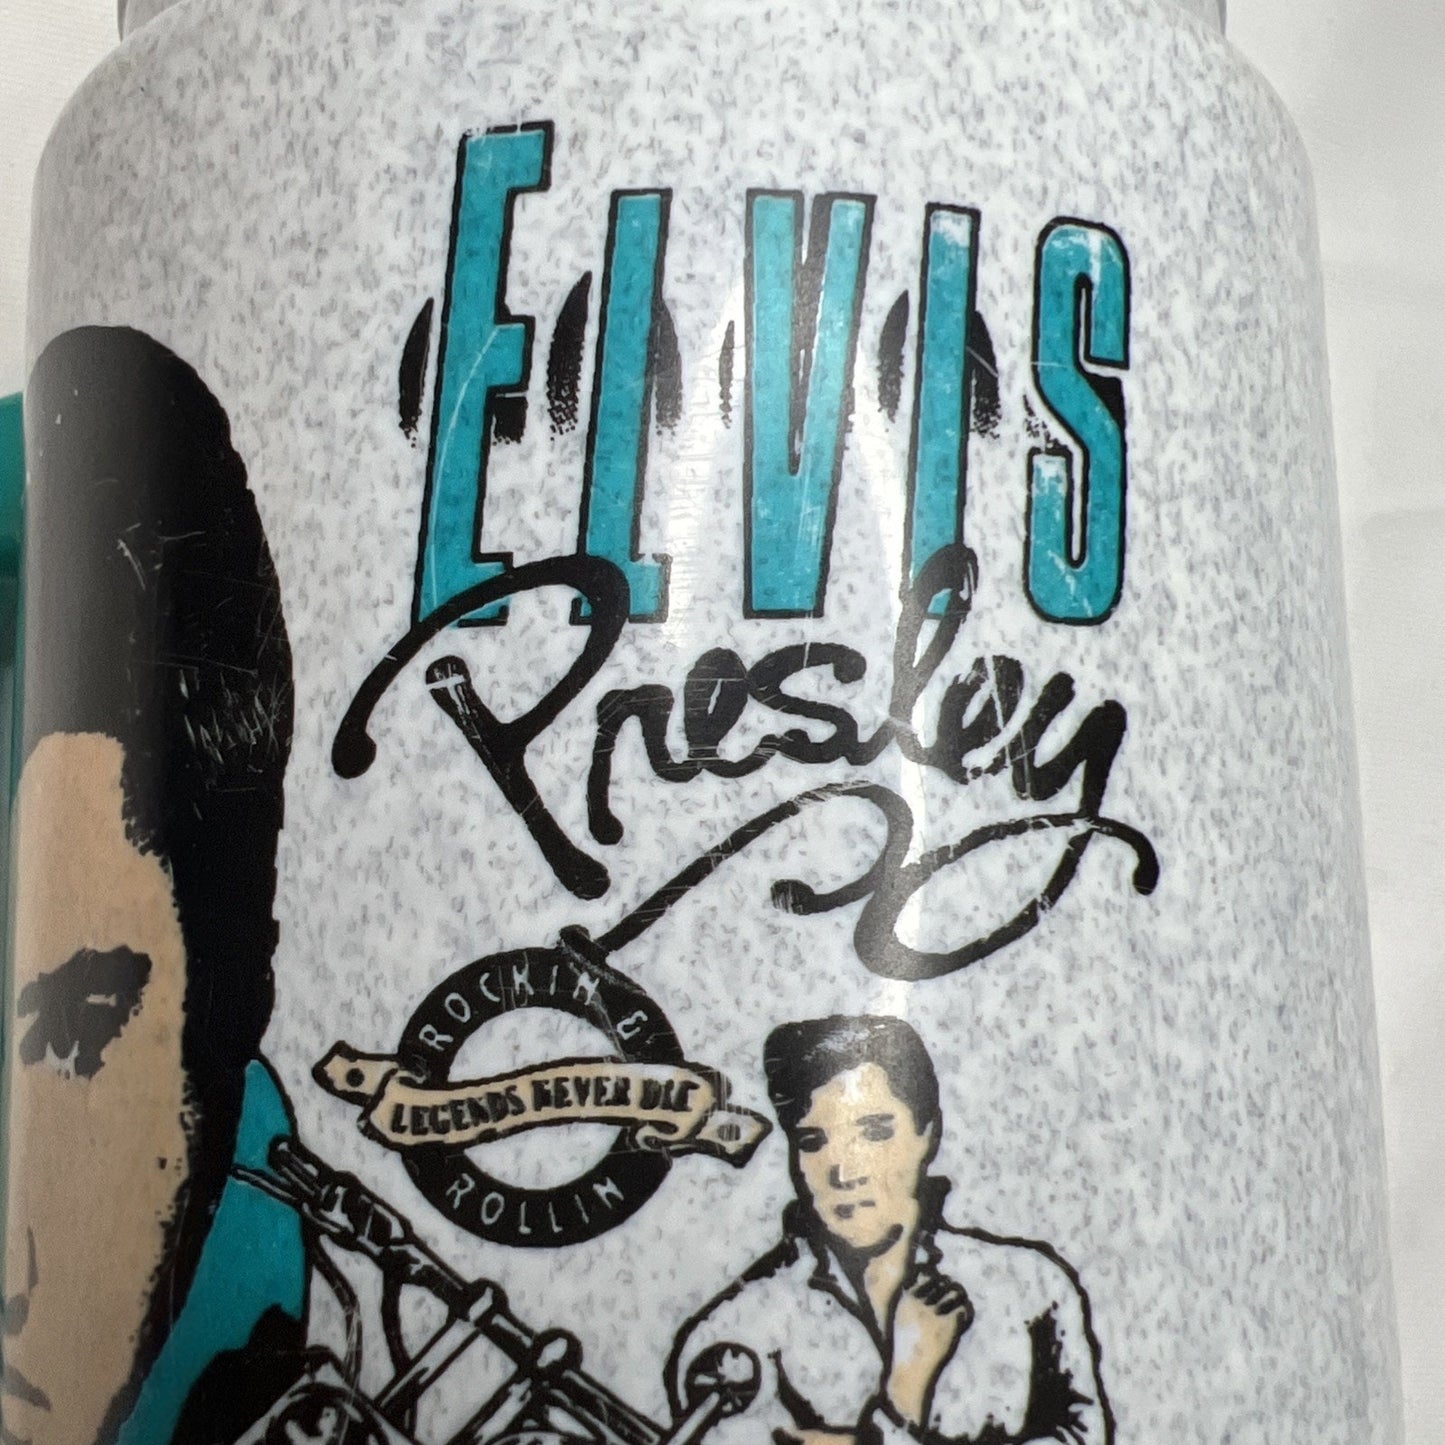 ELVIS
Presley
ROCKIN &
LEGENDS NEVER DIE
ROLLIN